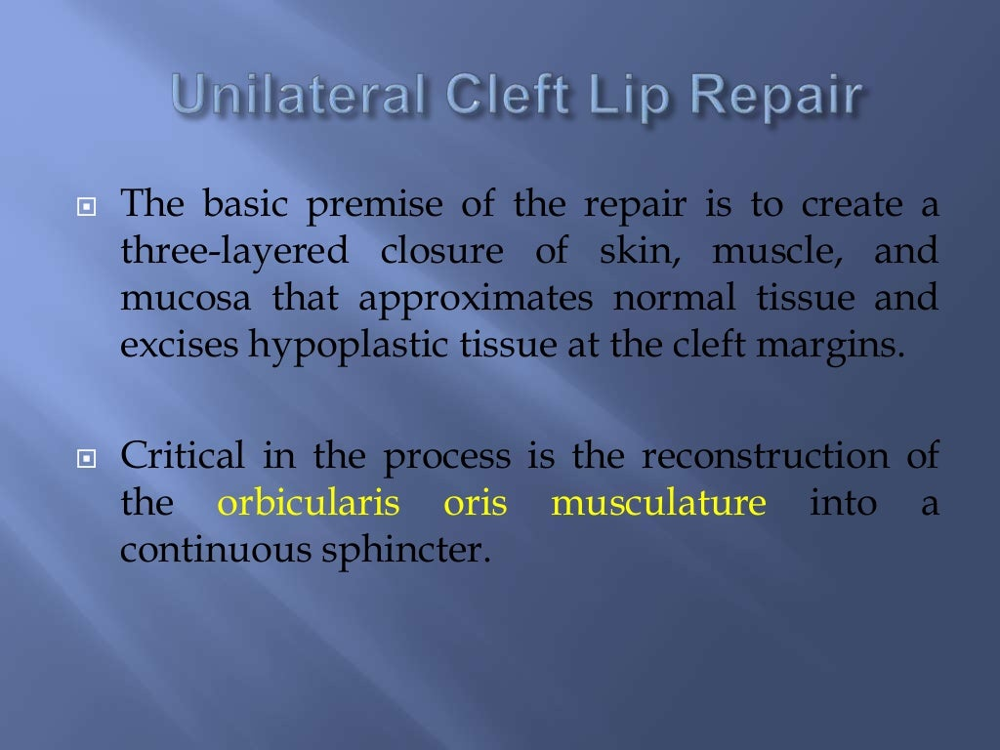 Unilateral Cleft Lip Repair
The basic premise of the repair is to create a
three-layered closure of skin, muscle, and
mucosa that approximates normal tissue and
excises hypoplastic tissue at the cleft margins.
Critical in the process is the reconstruction of
the orbicularis oris musculature into a
continuous sphincter.